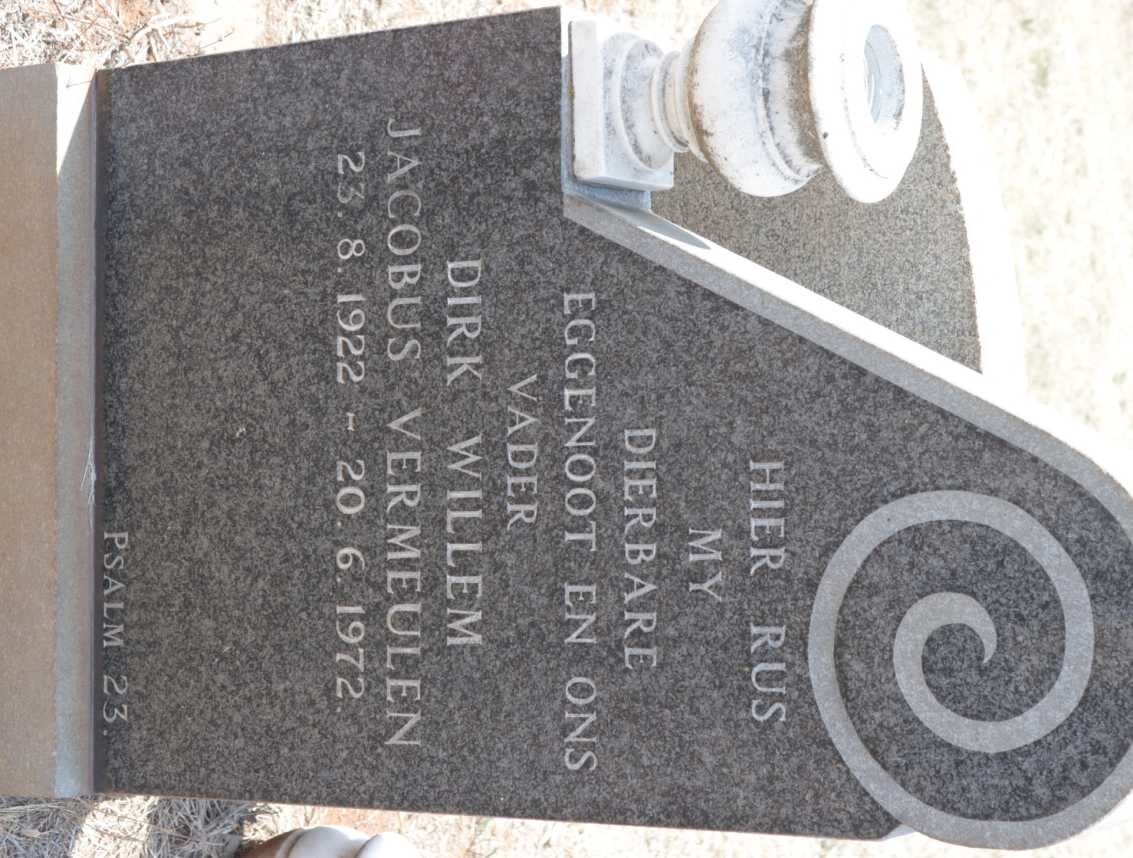 HIER RUS
MY
DIERBARE
EGGENOOT EN ONS
VADER
DIRK WILLEM
JACOBUS VERMEULEN
23.8.1922 - 20.6.1972.
PSALM 23.